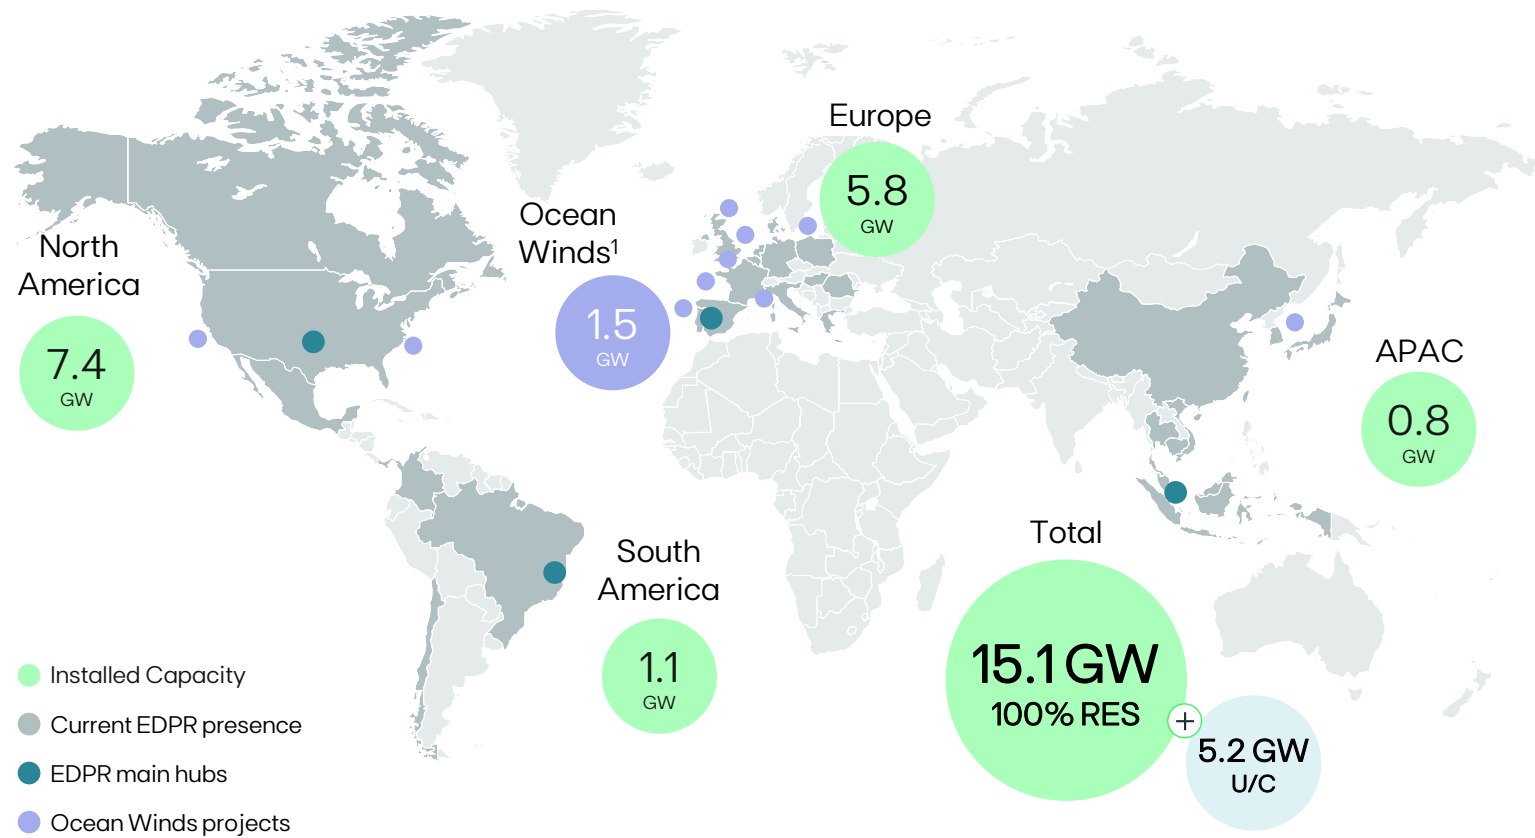 Europe
5.8
GW
Ocean
Winds¹
1.5
GW
North
America
7.4
GW
APAC
0.8
GW
South
America
1.1
GW
Total
15.1 GW
100% RES
+
5.2 GW
U/C
Installed Capacity
Current EDPR presence
EDPR main hubs
Ocean Winds projects